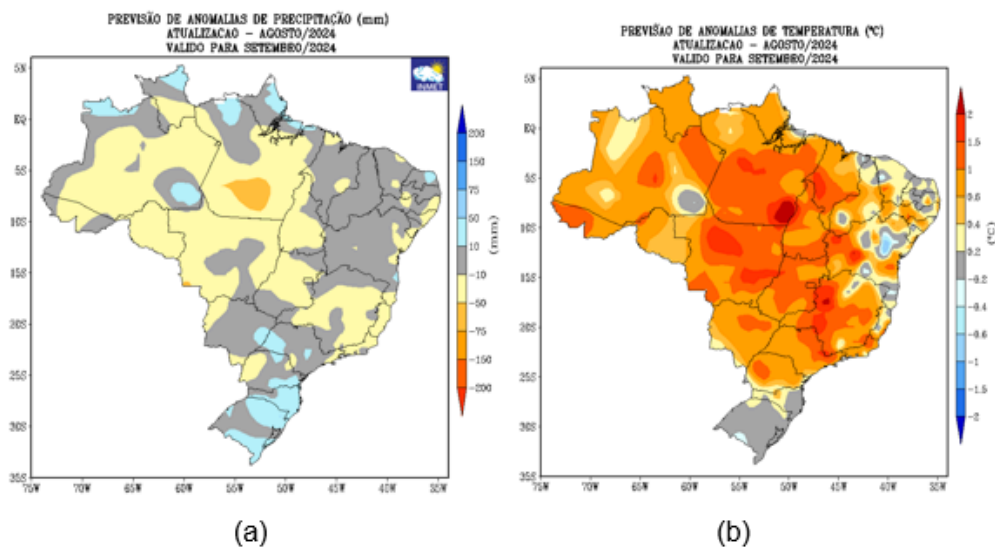 PREVISÃO DE ANOMALIAS DE PRECIPITAÇÃO (mm)
ATUALIZACAO - AGOSTO/2024
VALIDO PARA SETEMBRO/2024
INMET
5N
EQ
5S
10S
15S
20S
25S
30S
35S
75W
70W
65W
60W
55W
50W
45W
40W
35W
200
150
75
50
10
-10
-50
-75
-150
-200
(mm)
(a)
PREVISÃO DE ANOMALIAS DE TEMPERATURA (°C)
ATUALIZACAO - AGOSTO/2024
VALIDO PARA SETEMBRO/2024
5N
EQ
5S
10S
15S
20S
25S
30S
35S
75W
70W
65W
60W
55W
50W
45W
40W
35W
2
1.5
1
0.6
0.4
0.2
-0.2
-0.4
-0.6
-1
-1.5
-2
(°C)
(b)